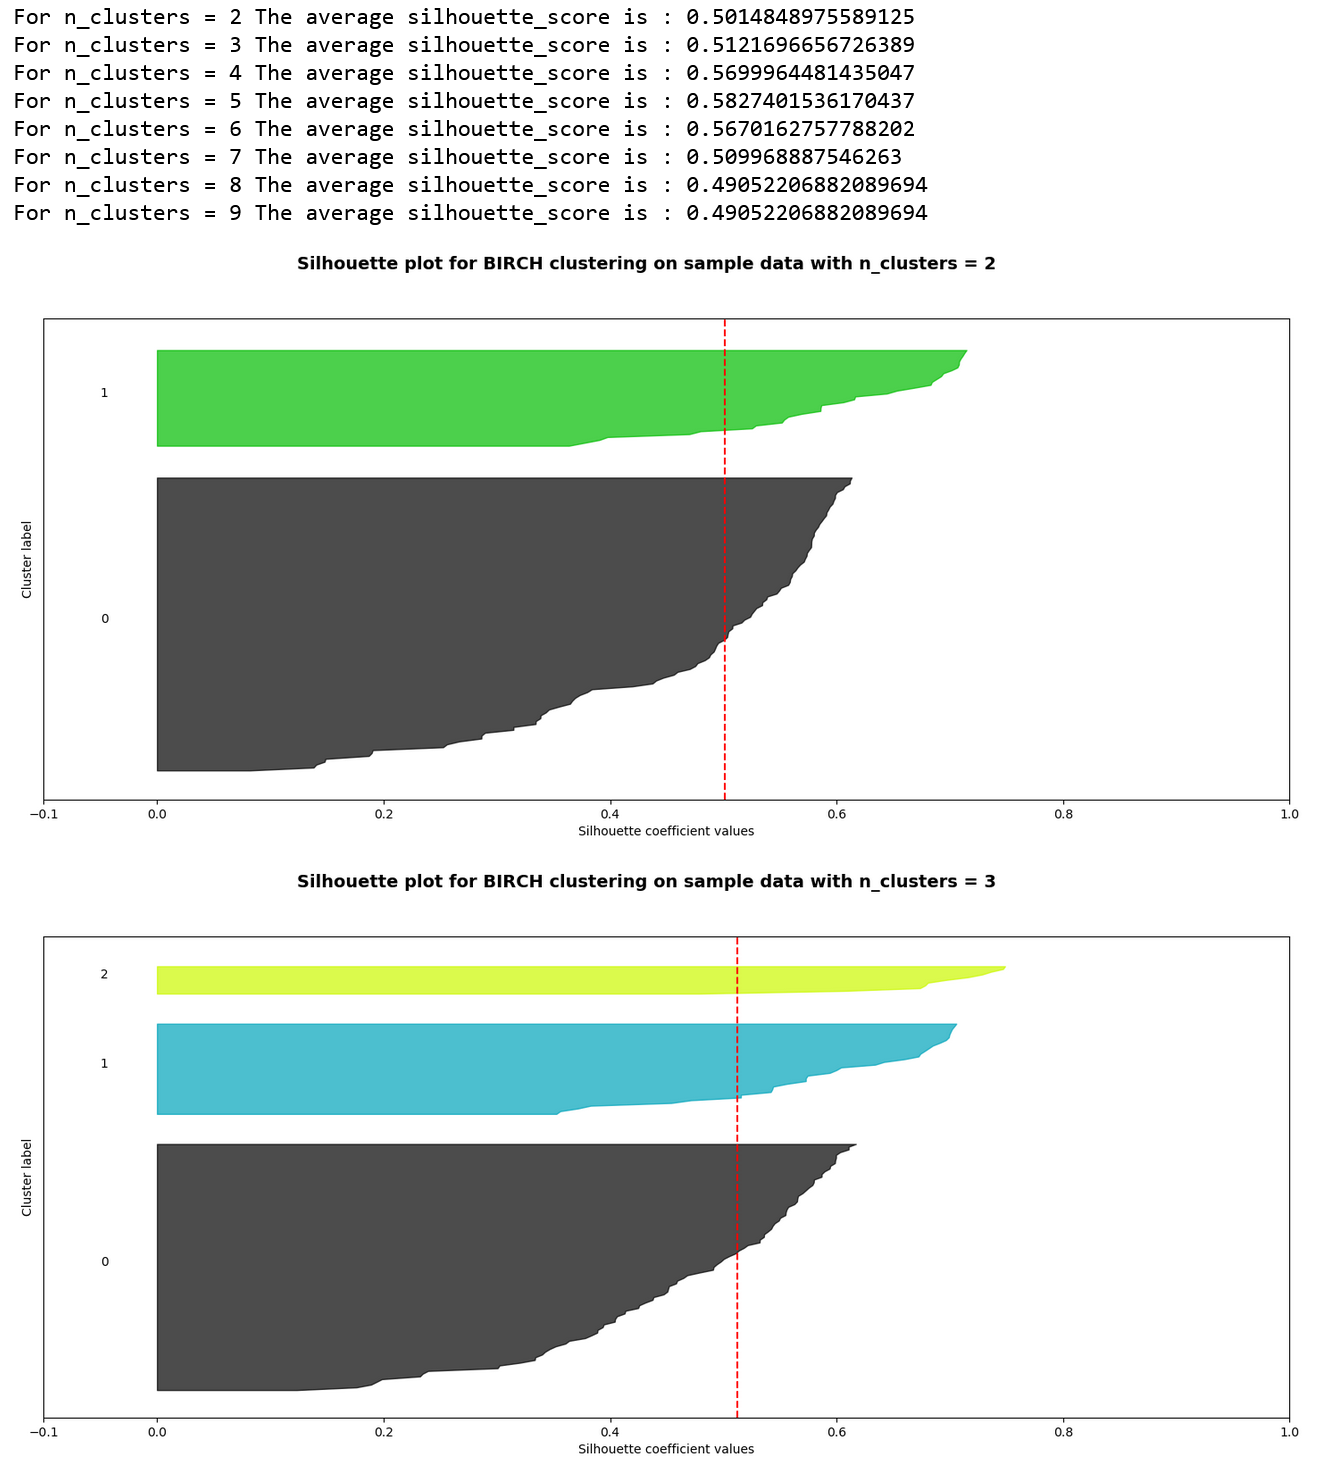 For n_clusters = 2 The average silhouette_score is : 0.5014848975589125
For n_clusters = 3 The average silhouette_score is : 0.5121696656726389
For n_clusters = 4 The average silhouette_score is : 0.5699964481435047
For n_clusters = 5 The average silhouette_score is : 0.5827401536170437
For n_clusters = 6 The average silhouette_score is : 0.5670162757788202
For n_clusters = 7 The average silhouette_score is : 0.509968887546263
For n_clusters = 8 The average silhouette_score is : 0.49052206882089694
For n_clusters = 9 The average silhouette_score is : 0.49052206882089694
Silhouette plot for BIRCH clustering on sample data with n_clusters = 2
1
0
Cluster label
−0.1 0.0 0.2 0.4 0.6 0.8 1.0
Silhouette coefficient values
Silhouette plot for BIRCH clustering on sample data with n_clusters = 3
2
1
0
Cluster label
−0.1 0.0 0.2 0.4 0.6 0.8 1.0
Silhouette coefficient values